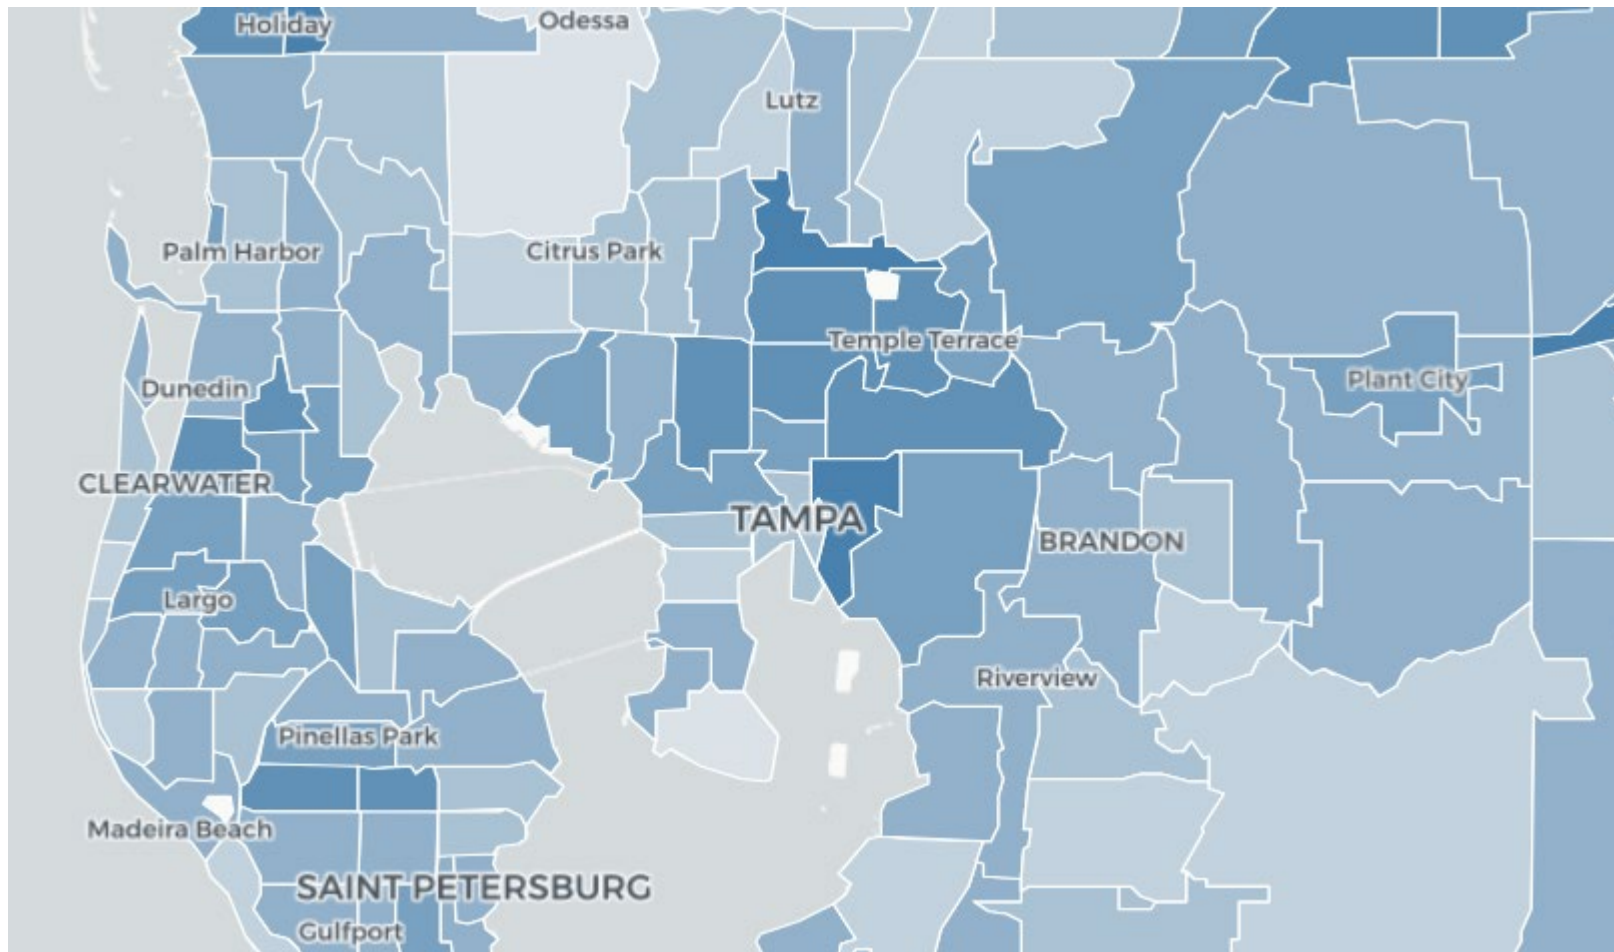 Holiday
Odessa
Lutz
Palm Harbor
Citrus Park
Temple Terrace
Dunedin
Plant City
CLEARWATER
TAMPA
BRANDON
Largo
Riverview
Pinellas Park
Madeira Beach
SAINT PETERSBURG
Gulfport